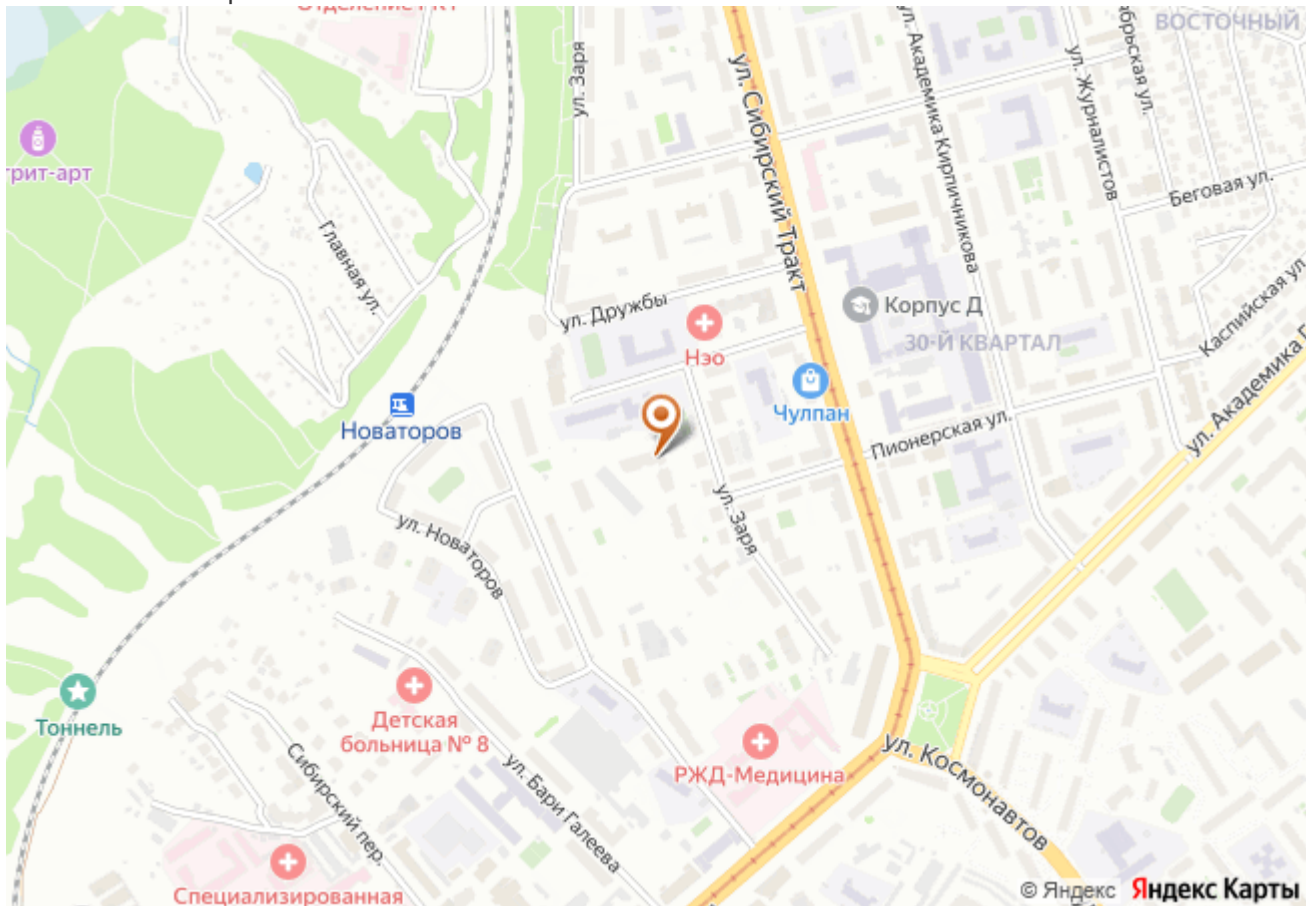 ВОСТОЧНЫЙ
ул. Заря
ул. Сибирский Тракт
ул. Академика Кирпичникова
ул. Журналистов
грит-арт
Беговая ул.
Главная ул.
Каспийская ул.
ул. Дружбы
Корпус Д
30-Й КВАРТАЛ
Нэо
Чулпан
Новаторов
Пионерская ул.
ул. Академика
ул. Заря
ул. Новаторов
Тоннель
Детская
больница № 8
РЖД-Медицина
ул. Космонавтов
Сибирский пер.
ул. Бари Галеева
Специализированная
© Яндекс Яндекс Карты